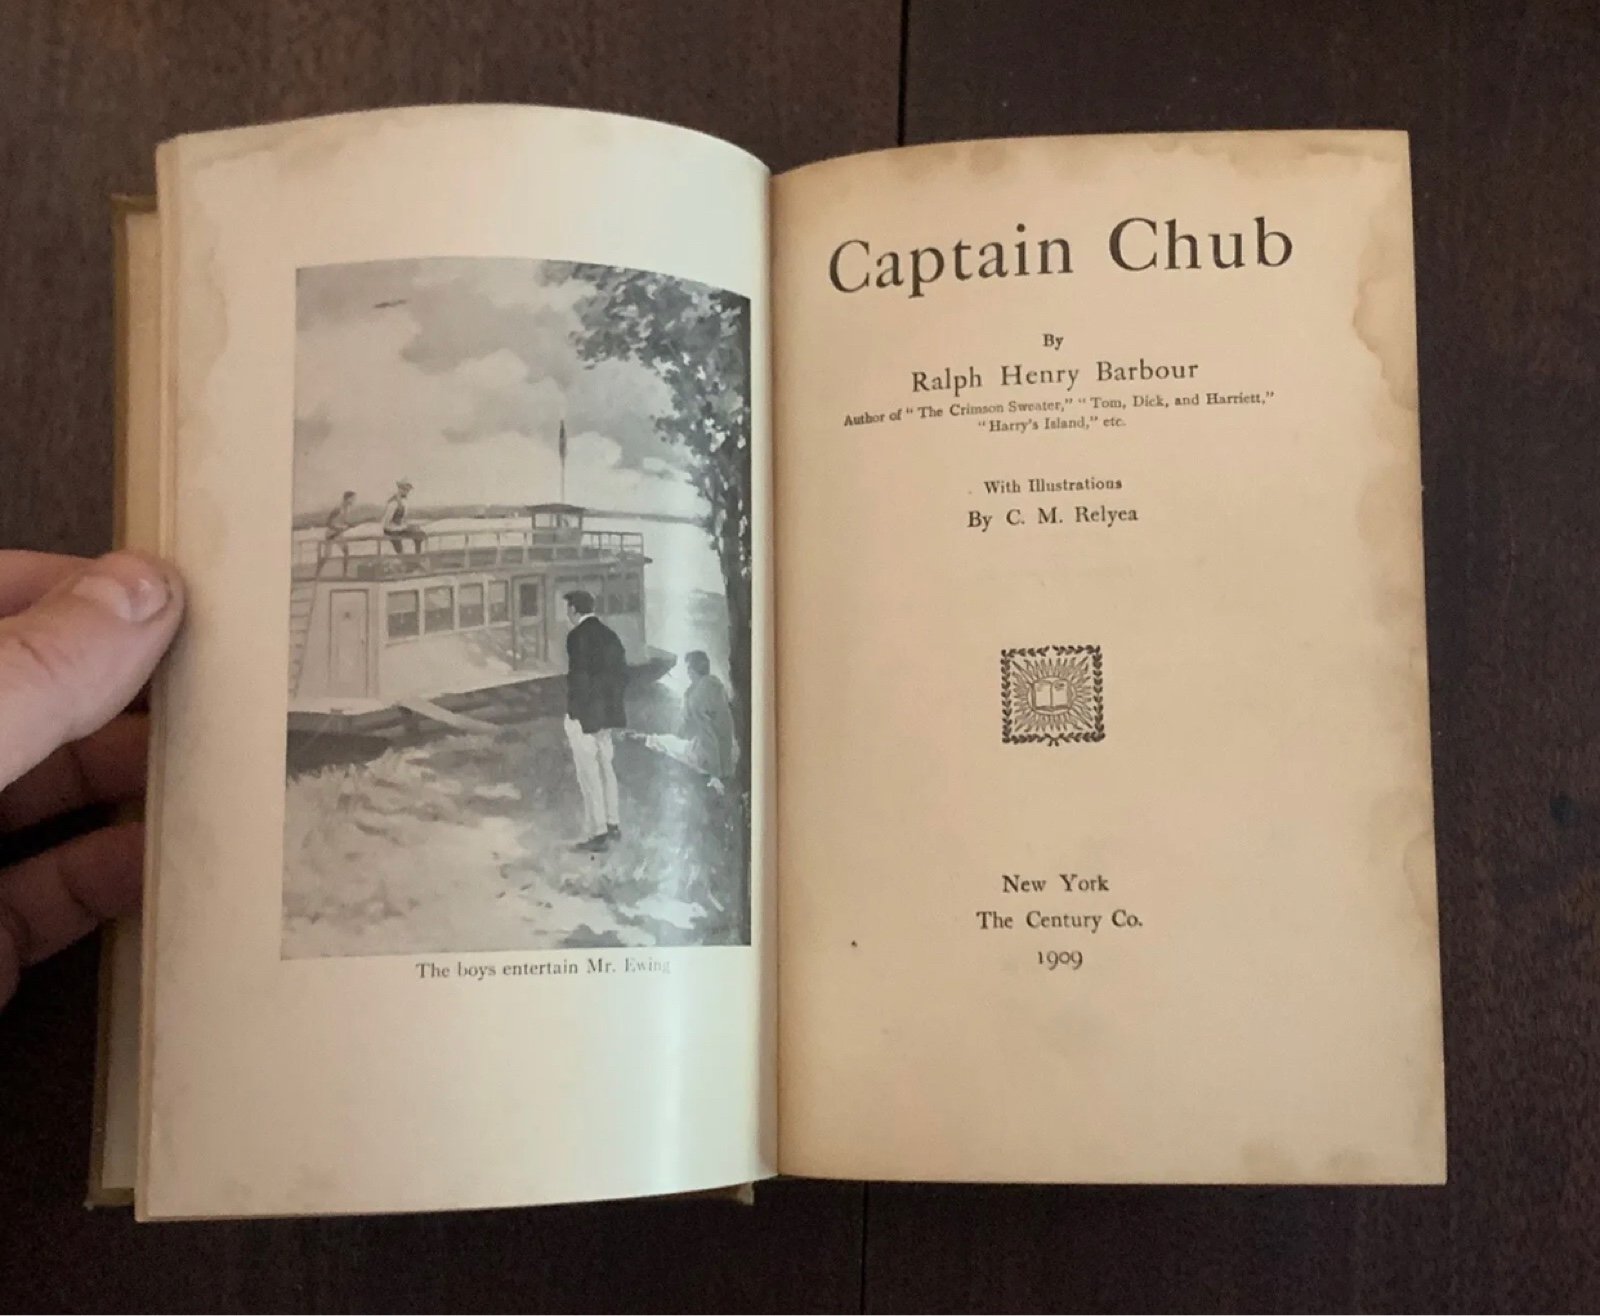 The boys entertain Mr. Ewing
Captain Chub
By
Ralph Henry Barbour
Author of "The Crimson Sweater," "Tom, Dick, and Harriett,"
"Harry's Island," etc.
With Illustrations
By C. M. Relyea
New York
The Century Co.
1909